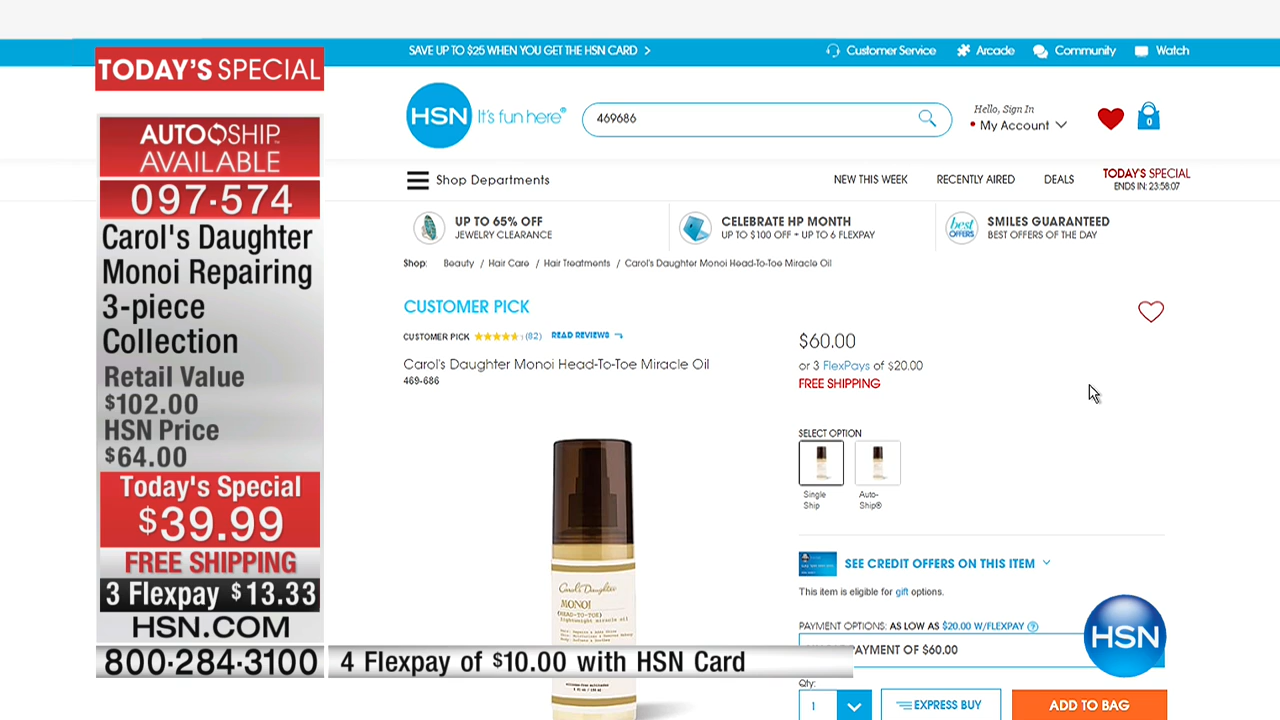 SAVE UP TO $25 WHEN YOU GET THE HSN CARD >
Customer Service
Arcade
Community
Watch
TODAY'S SPECIAL
AUTOSHIP
AVAILABLE
097-574
Carol's Daughter
Monoi Repairing
3-piece
Collection
Retail Value
$102.00
HSN Price
$64.00
Today's Special
$39.99
FREE SHIPPING
3 Flexpay $13.33
HSN.COM
800-284-3100
4 Flexpay of $10.00 with HSN Card
HSN It's fun here®
469686
Hello, Sign In
My Account
0
Shop Departments
NEW THIS WEEK
RECENTLY AIRED
DEALS
TODAY'S SPECIAL
ENDS IN: 23:58:07
UP TO 65% OFF
JEWELRY CLEARANCE
CELEBRATE HP MONTH
UP TO $100 OFF + UP TO 6 FLEXPAY
best
OFFERS
SMILES GUARANTEED
BEST OFFERS OF THE DAY
Shop: Beauty / Hair Care / Hair Treatments / Carol's Daughter Monoi Head-To-Toe Miracle Oil
CUSTOMER PICK
CUSTOMER PICK (82) READ REVIEWS
Carol's Daughter Monoi Head-To-Toe Miracle Oil
469-686
$60.00
or 3 FlexPays of $20.00
FREE SHIPPING
SELECT OPTION
Single
Ship
Auto-
Ship®
Carol's Daughter
MONOI
(HEAD-TO-TOE)
lightweight miracle oil
SEE CREDIT OFFERS ON THIS ITEM
This item is eligible for gift options.
PAYMENT OPTIONS: AS LOW AS $20.00 W/FLEXPAY ?
PAYMENT OF $60.00
HSN
Qty:
1
EXPRESS BUY
ADD TO BAG